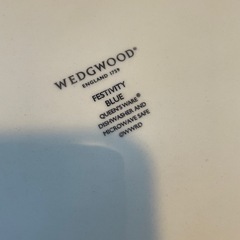 WEDGWOOD®
ENGLAND 1759
FESTIVITY
BLUE
QUEEN'S WARE®
DISHWASHER AND
MICROWAVE SAFE
©WWRD